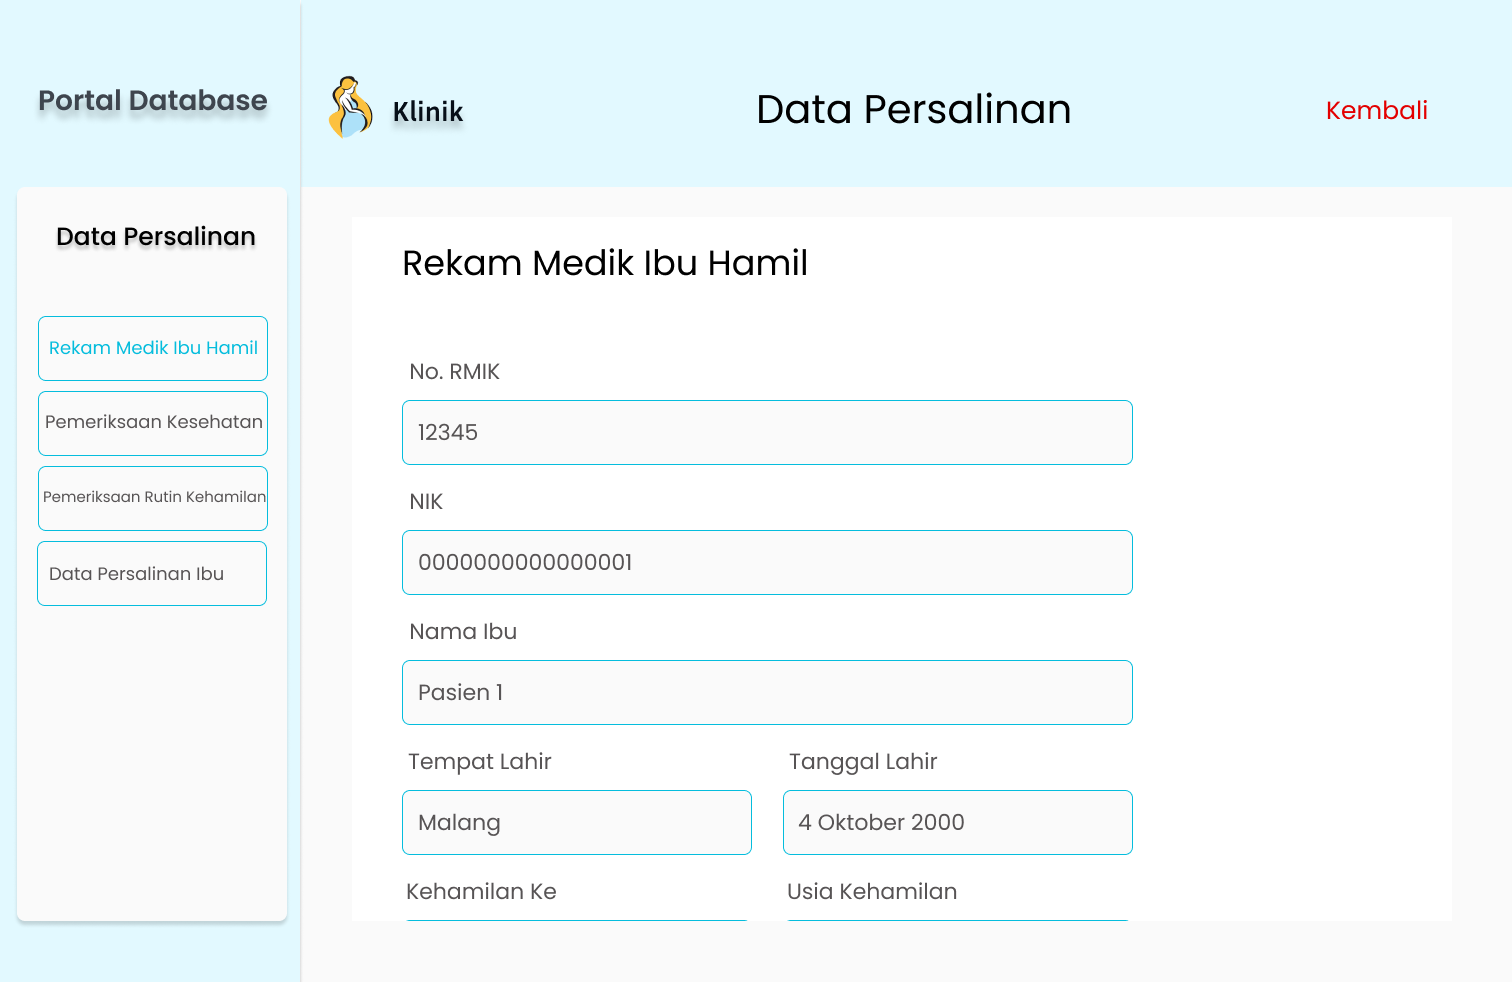 Portal Database
Klinik
Data Persalinan
Kembali
Data Persalinan
Rekam Medik Ibu Hamil
Pemeriksaan Kesehatan
Pemeriksaan Rutin Kehamilan
Data Persalinan Ibu
Rekam Medik Ibu Hamil
No. RMIK
12345
NIK
0000000000000001
Nama Ibu
Pasien 1
Tempat Lahir
Tanggal Lahir
Malang
4 Oktober 2000
Kehamilan Ke
Usia Kehamilan